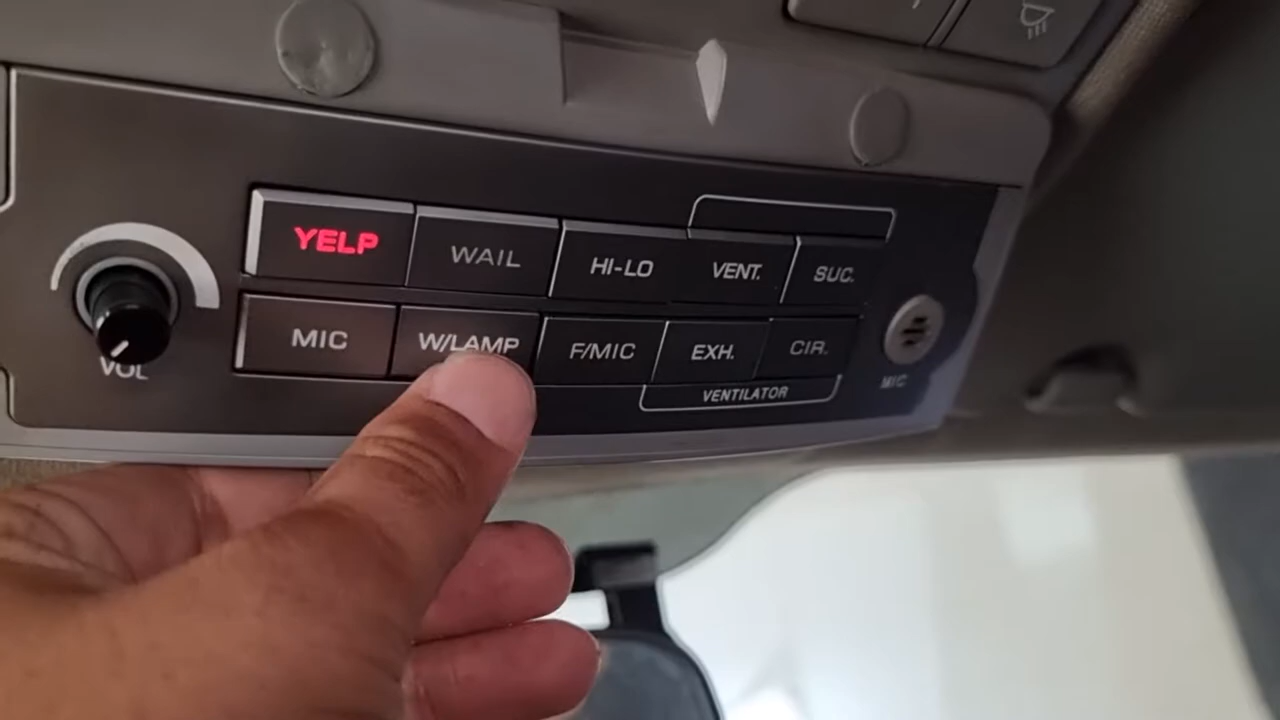 YELP WAIL HI-LO VENT. SUC.
MIC W/LAMP F/MIC EXH. CIR.
VOL MIC
VENTILATOR